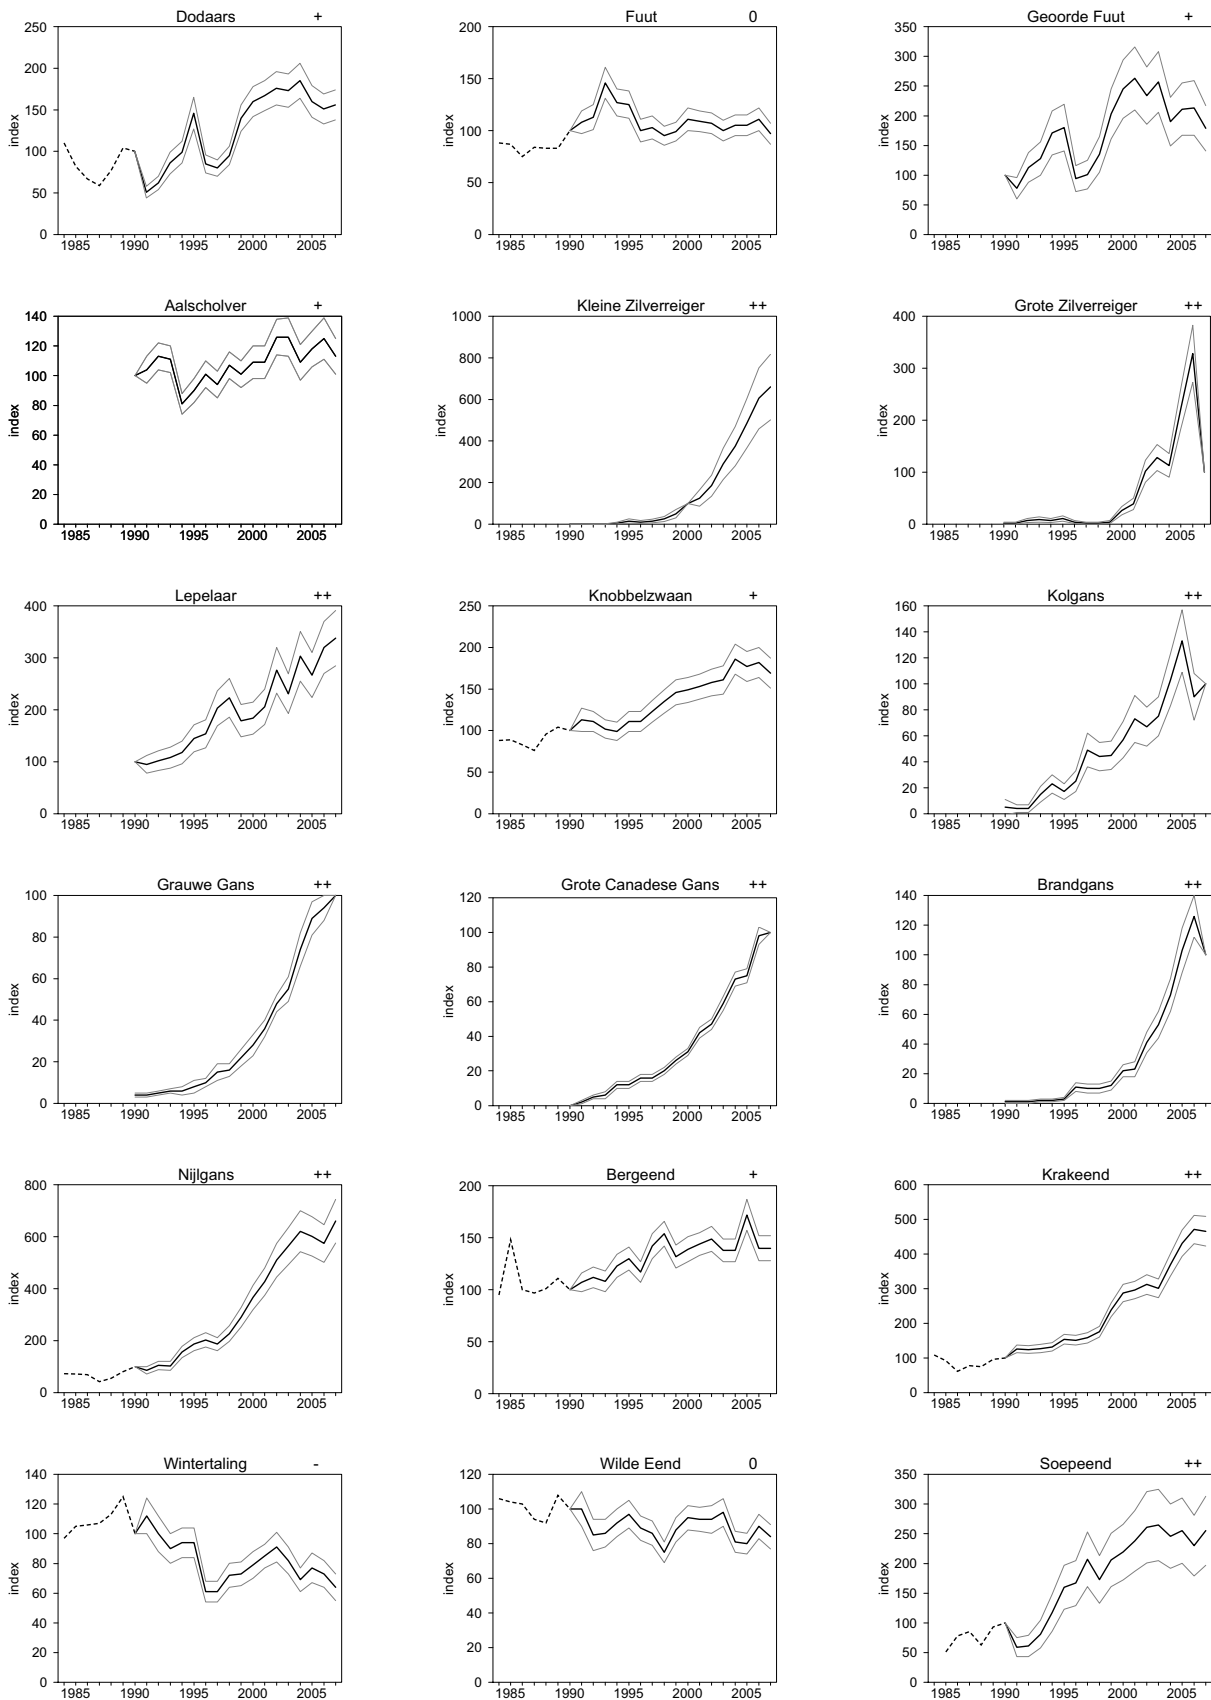 Dodaars +
250
200
150
100
50
0
index
1985 1990 1995 2000 2005
Fuut 0
200
150
100
50
0
index
1985 1990 1995 2000 2005
Geoorde Fuut +
350
300
250
200
150
100
50
0
index
1985 1990 1995 2000 2005
Aalscholver +
140
120
100
80
60
40
20
0
index
1985 1990 1995 2000 2005
Kleine Zilverreiger ++
1000
800
600
400
200
0
index
1985 1990 1995 2000 2005
Grote Zilverreiger ++
400
300
200
100
0
index
1985 1990 1995 2000 2005
Lepelaar ++
400
300
200
100
0
index
1985 1990 1995 2000 2005
Knobbelzwaan +
250
200
150
100
50
0
index
1985 1990 1995 2000 2005
Kolgans ++
160
140
120
100
80
60
40
20
0
index
1985 1990 1995 2000 2005
Grauwe Gans ++
100
80
60
40
20
0
index
1985 1990 1995 2000 2005
Grote Canadese Gans ++
120
100
80
60
40
20
0
index
1985 1990 1995 2000 2005
Brandgans ++
140
120
100
80
60
40
20
0
index
1985 1990 1995 2000 2005
Nijlgans ++
800
600
400
200
0
index
1985 1990 1995 2000 2005
Bergeend +
200
150
100
50
0
index
1985 1990 1995 2000 2005
Krakeend ++
600
500
400
300
200
100
0
index
1985 1990 1995 2000 2005
Wintertaling -
140
120
100
80
60
40
20
0
index
1985 1990 1995 2000 2005
Wilde Eend 0
120
100
80
60
40
20
0
index
1985 1990 1995 2000 2005
Soepeend ++
350
300
250
200
150
100
50
0
index
1985 1990 1995 2000 2005